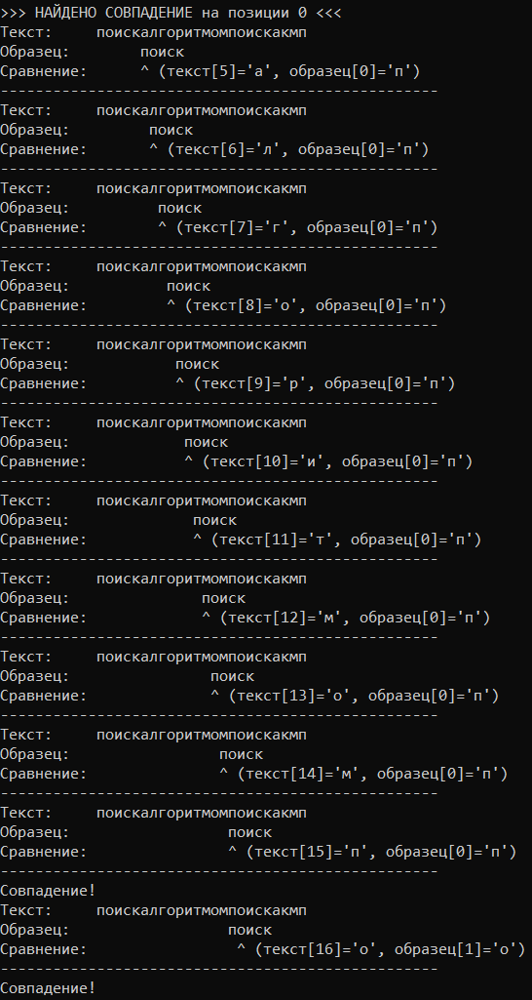 >>> НАЙДЕНО СОВПАДЕНИЕ на позиции 0 <<<
Текст:     поискалгоритмомпоискакмп
Образец:        поиск
Сравнение:      ^ (текст[5]='а', образец[0]='п')
--------------------------------------------------
Текст:     поискалгоритмомпоискакмп
Образец:         поиск
Сравнение:       ^ (текст[6]='л', образец[0]='п')
--------------------------------------------------
Текст:     поискалгоритмомпоискакмп
Образец:          поиск
Сравнение:        ^ (текст[7]='г', образец[0]='п')
--------------------------------------------------
Текст:     поискалгоритмомпоискакмп
Образец:           поиск
Сравнение:         ^ (текст[8]='о', образец[0]='п')
--------------------------------------------------
Текст:     поискалгоритмомпоискакмп
Образец:            поиск
Сравнение:          ^ (текст[9]='р', образец[0]='п')
--------------------------------------------------
Текст:     поискалгоритмомпоискакмп
Образец:             поиск
Сравнение:           ^ (текст[10]='и', образец[0]='п')
--------------------------------------------------
Текст:     поискалгоритмомпоискакмп
Образец:              поиск
Сравнение:            ^ (текст[11]='т', образец[0]='п')
--------------------------------------------------
Текст:     поискалгоритмомпоискакмп
Образец:               поиск
Сравнение:             ^ (текст[12]='м', образец[0]='п')
--------------------------------------------------
Текст:     поискалгоритмомпоискакмп
Образец:                поиск
Сравнение:              ^ (текст[13]='о', образец[0]='п')
--------------------------------------------------
Текст:     поискалгоритмомпоискакмп
Образец:                 поиск
Сравнение:               ^ (текст[14]='м', образец[0]='п')
--------------------------------------------------
Текст:     поискалгоритмомпоискакмп
Образец:                  поиск
Сравнение:                ^ (текст[15]='п', образец[0]='п')
--------------------------------------------------
Совпадение!
Текст:     поискалгоритмомпоискакмп
Образец:                  поиск
Сравнение:                 ^ (текст[16]='о', образец[1]='о')
--------------------------------------------------
Совпадение!